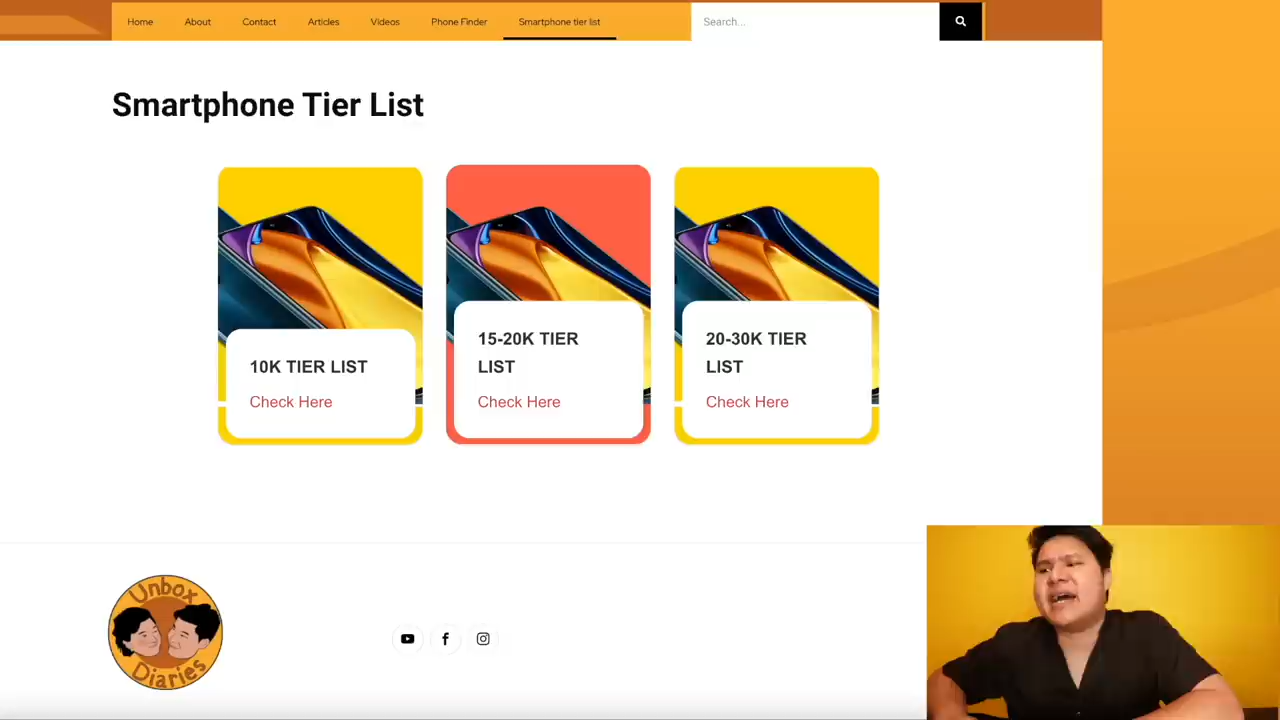 Home About Contact Articles Videos Phone Finder Smartphone tier list Search...
Smartphone Tier List
10K TIER LIST
Check Here
15-20K TIER
LIST
Check Here
20-30K TIER
LIST
Check Here
Unbox
Diaries